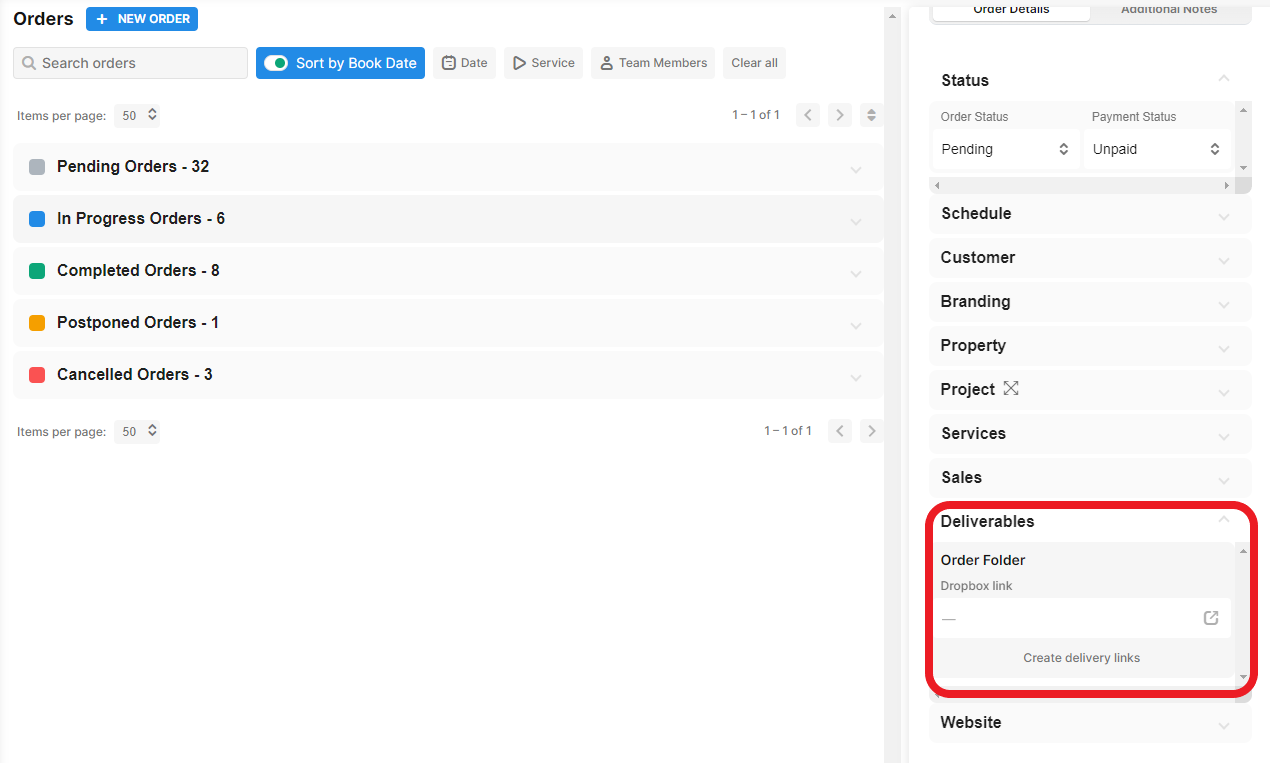 Orders
+ NEW ORDER
Search orders
Sort by Book Date
Date
Service
Team Members
Clear all
Items per page: 50
1 – 1 of 1
Pending Orders - 32
In Progress Orders - 6
Completed Orders - 8
Postponed Orders - 1
Cancelled Orders - 3
Items per page: 50
1 – 1 of 1
Order Details
Additional Notes
Status
Order Status
Payment Status
Pending
Unpaid
Schedule
Customer
Branding
Property
Project
Services
Sales
Deliverables
Order Folder
Dropbox link
—
Create delivery links
Website